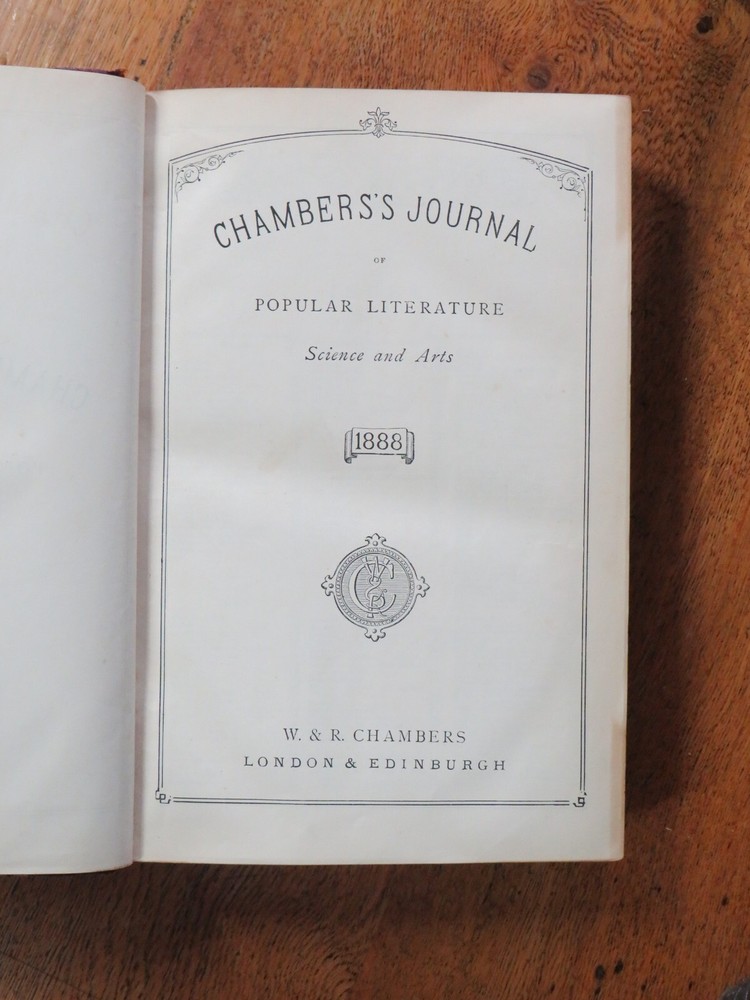 CHAMBERS'S JOURNAL
OF
POPULAR LITERATURE
Science and Arts
1888
W. & R. CHAMBERS
LONDON & EDINBURGH